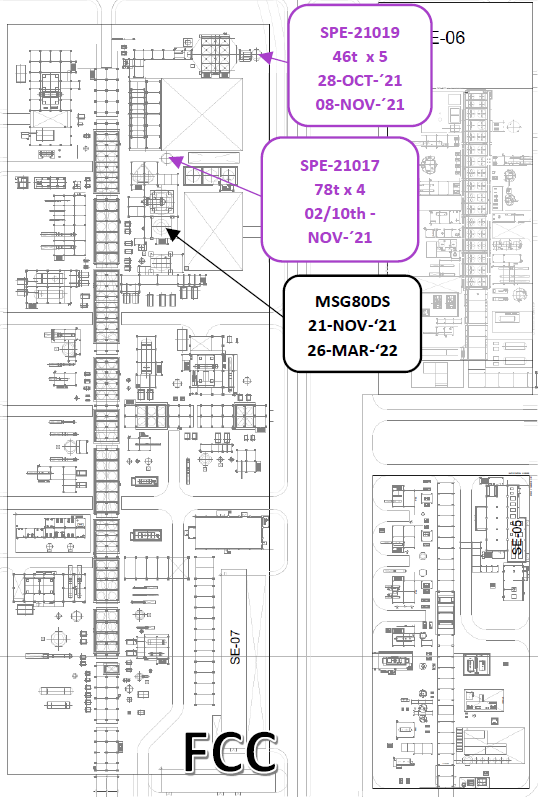 SPE-21019
46t x 5
28-OCT-´21
08-NOV-´21
E-06
SPE-21017
78t x 4
02/10th -
NOV-´21
MSG80DS
21-NOV-‘21
26-MAR-‘22
SE-05
SE-07
FCC